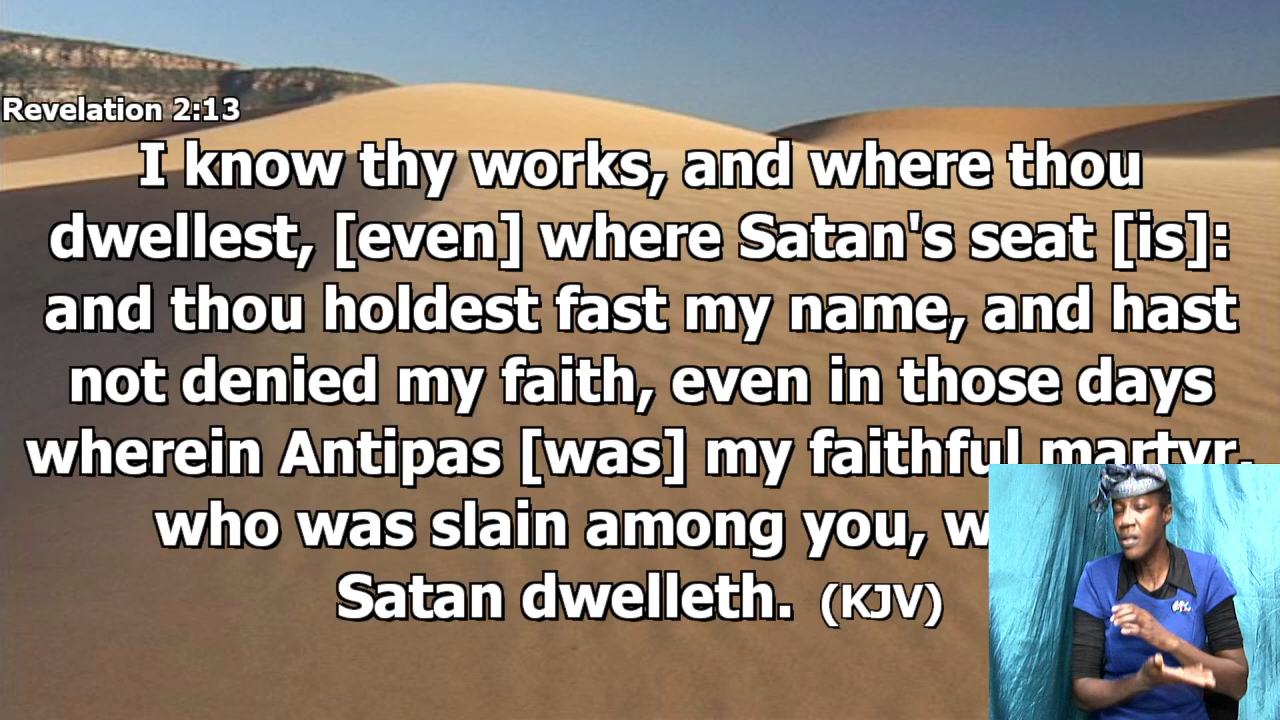 Revelation 2:13
I know thy works, and where thou
dwellest, [even] where Satan's seat [is]:
and thou holdest fast my name, and hast
not denied my faith, even in those days
wherein Antipas [was] my faithful martyr,
who was slain among you,
Satan dwelleth. (KJV)